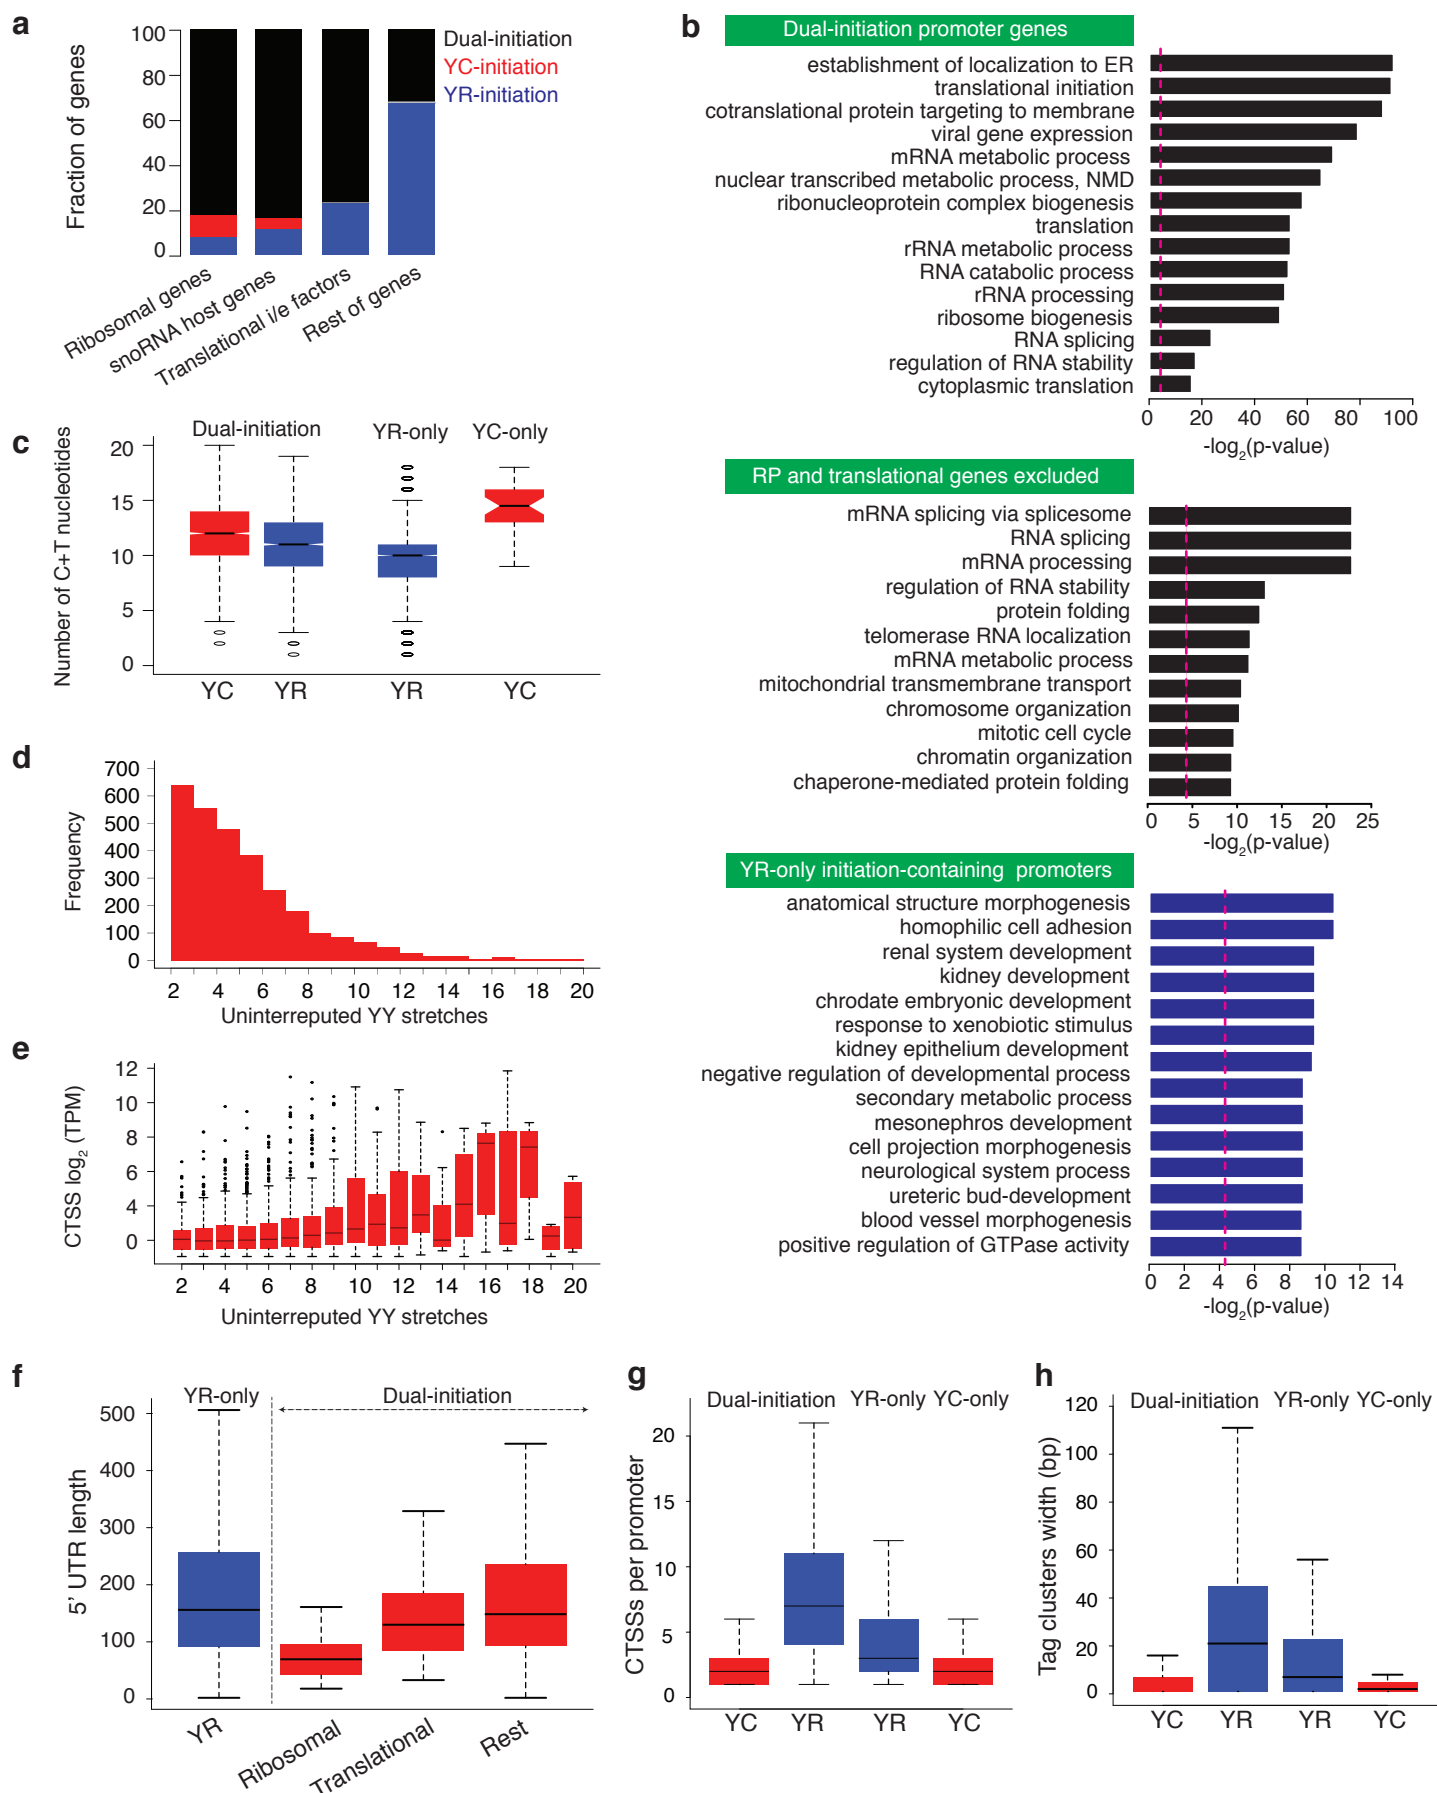 a
100
80
60
40
20
0
Fraction of genes
Dual-initiation
YC-initiation
YR-initiation
Ribosomal genes
snoRNA host genes
Translational i/e factors
Rest of genes
b
Dual-initiation promoter genes
establishment of localization to ER
translational initiation
cotranslational protein targeting to membrane
viral gene expression
mRNA metabolic process
nuclear transcribed metabolic process, NMD
ribonucleoprotein complex biogenesis
translation
rRNA metabolic process
RNA catabolic process
rRNA processing
ribosome biogenesis
RNA splicing
regulation of RNA stability
cytoplasmic translation
0 20 40 60 80 100
-log2(p-value)
RP and translational genes excluded
mRNA splicing via splicesome
RNA splicing
mRNA processing
regulation of RNA stability
protein folding
telomerase RNA localization
mRNA metabolic process
mitochondrial transmembrane transport
chromosome organization
mitotic cell cycle
chromatin organization
chaperone-mediated protein folding
0 5 10 15 20 25
-log2(p-value)
YR-only initiation-containing promoters
anatomical structure morphogenesis
homophilic cell adhesion
renal system development
kidney development
chrodate embryonic development
response to xenobiotic stimulus
kidney epithelium development
negative regulation of developmental process
secondary metabolic process
mesonephros development
cell projection morphogenesis
neurological system process
ureteric bud-development
blood vessel morphogenesis
positive regulation of GTPase activity
0 2 4 6 8 10 12 14
-log2(p-value)
c
Number of C+T nucleotides
20
15
10
5
0
Dual-initiation YR-only YC-only
YC YR YR YC
d
Frequency
700
600
500
400
300
200
100
0
2 4 6 8 10 12 14 16 18 20
Uninterreputed YY stretches
e
CTSS log2 (TPM)
12
10
8
6
4
0
2 4 6 8 10 12 14 16 18 20
Uninterreputed YY stretches
f
5' UTR length
500
400
300
200
100
0
YR-only Dual-initiation
YR
Ribosomal
Translational
Rest
g
CTSSs per promoter
20
15
10
5
0
Dual-initiation YR-only YC-only
YC YR YR YC
h
Tag clusters width (bp)
120
100
80
60
40
20
0
Dual-initiation YR-only YC-only
YC YR YR YC